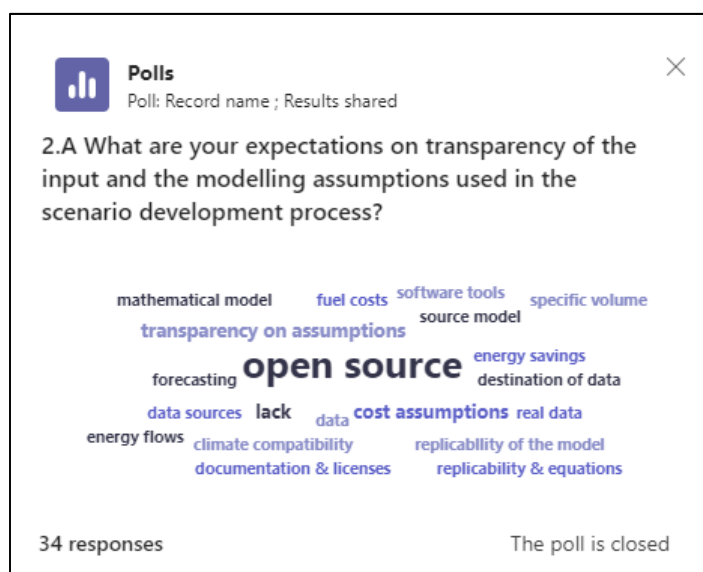 Polls
Poll: Record name ; Results shared
2.A What are your expectations on transparency of the
input and the modelling assumptions used in the
scenario development process?
mathematical model fuel costs software tools specific volume
source model
transparency on assumptions
open source energy savings
forecasting destination of data
data sources lack data cost assumptions real data
energy flows climate compatibility replicability of the model
documentation & licenses replicability & equations
34 responses The poll is closed